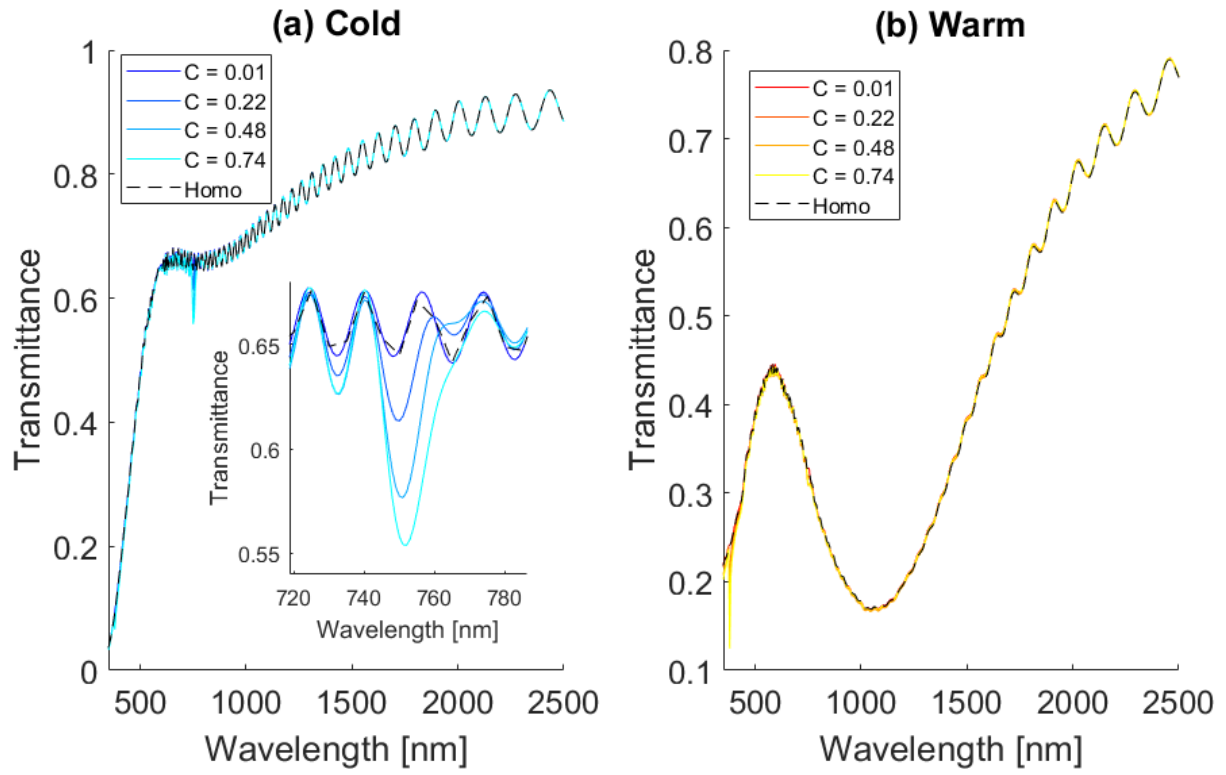 (a) Cold
1
0.8
0.6
0.4
0.2
0
Transmittance
C = 0.01
C = 0.22
C = 0.48
C = 0.74
Homo
0.65
0.6
0.55
Transmittance
720 740 760 780
Wavelength [nm]
500 1000 1500 2000 2500
Wavelength [nm]
(b) Warm
0.8
0.7
0.6
0.5
0.4
0.3
0.2
0.1
Transmittance
C = 0.01
C = 0.22
C = 0.48
C = 0.74
Homo
500 1000 1500 2000 2500
Wavelength [nm]